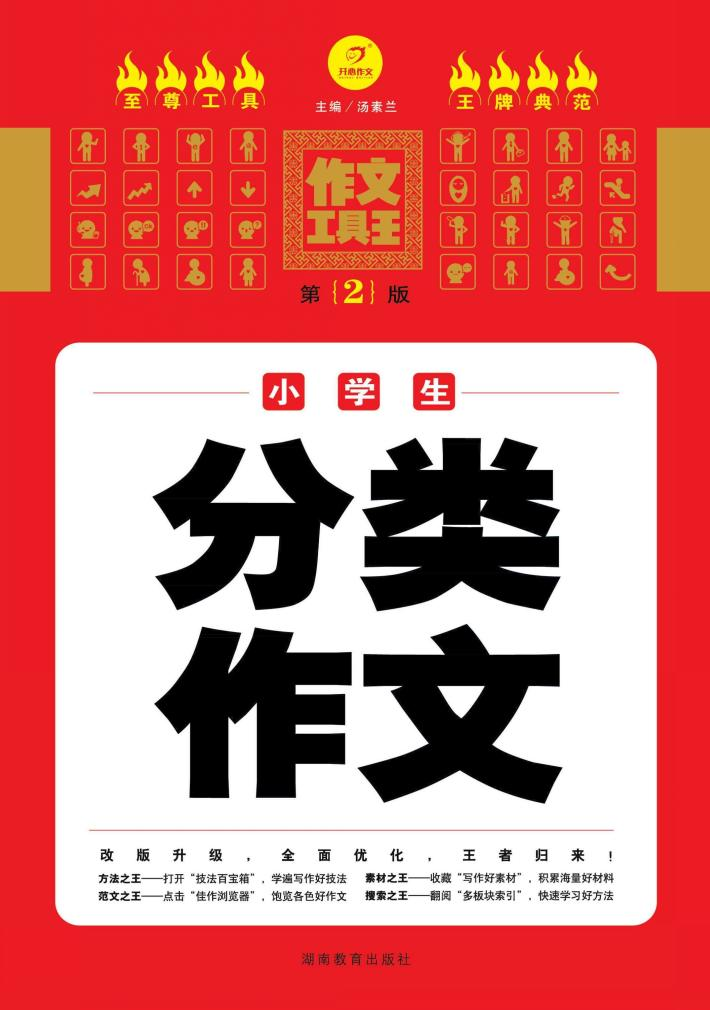 开心作文
至尊工具
主编／汤素兰
王牌典范
作文
工具王
第{2}版
小学生
分类
作文
改版升级，全面优化，王者归来！
方法之王——打开“技法百宝箱”，学遍写作好技法
素材之王——收藏“写作好素材”，积累海量好材料
范文之王——点击“佳作浏览器”，饱览各色好作文
搜索之王——翻阅“多板块索引”，快速学习好方法
湖南教育出版社